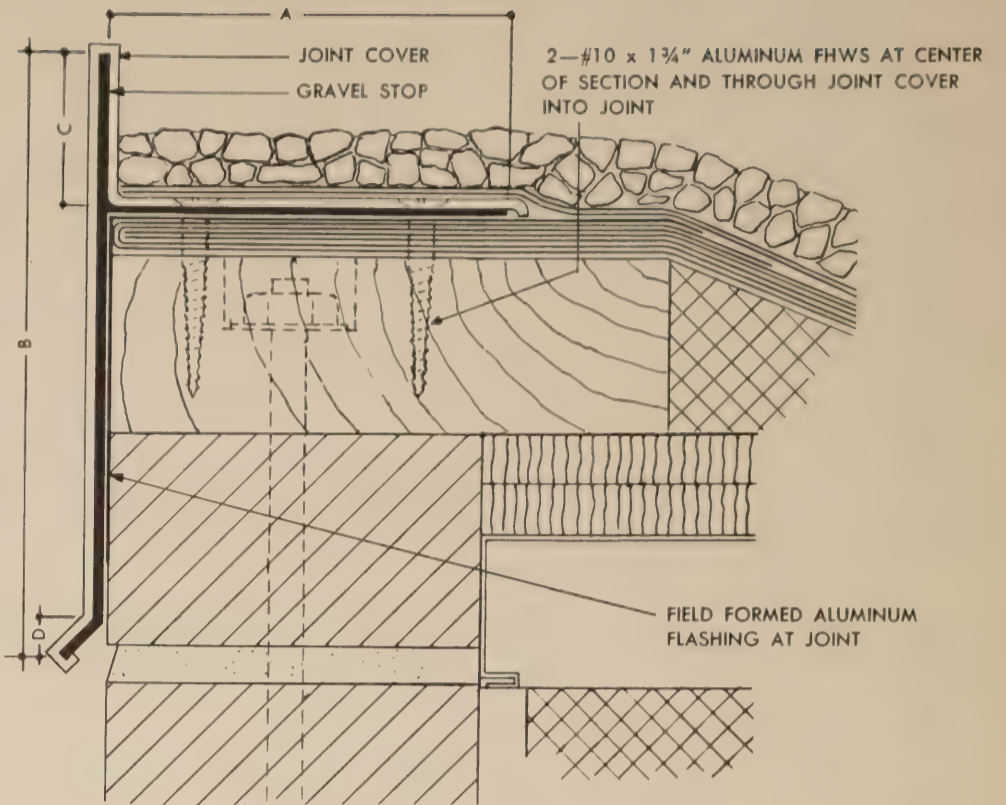 A
JOINT COVER
GRAVEL STOP
2—#10 x 1¾" ALUMINUM FHWS AT CENTER
OF SECTION AND THROUGH JOINT COVER
INTO JOINT
C
B
D
FIELD FORMED ALUMINUM
FLASHING AT JOINT